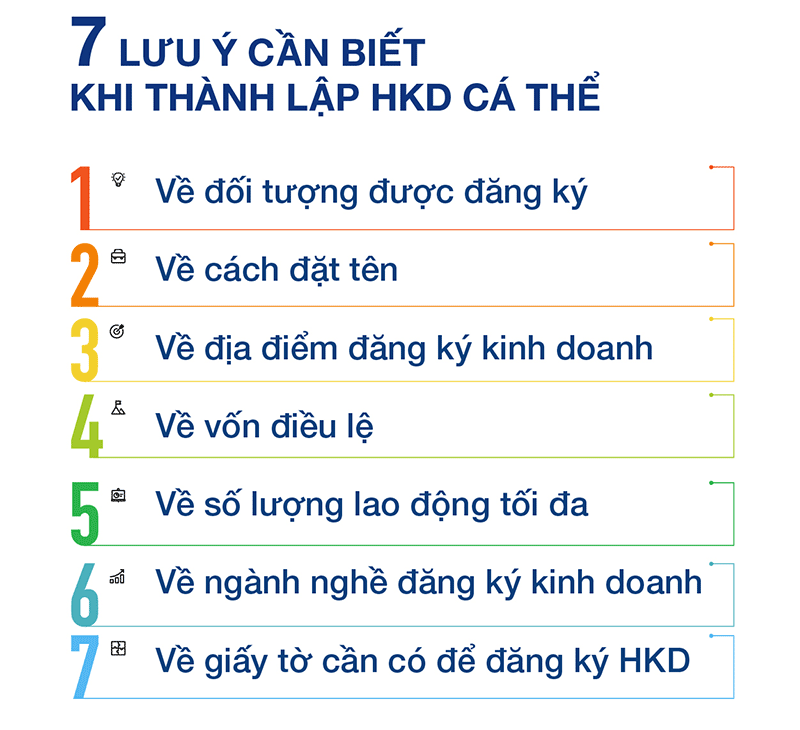 7 LƯU Ý CẦN BIẾT
KHI THÀNH LẬP HKD CÁ THỂ
1 Về đối tượng được đăng ký
2 Về cách đặt tên
3 Về địa điểm đăng ký kinh doanh
4 Về vốn điều lệ
5 Về số lượng lao động tối đa
6 Về ngành nghề đăng ký kinh doanh
7 Về giấy tờ cần có để đăng ký HKD